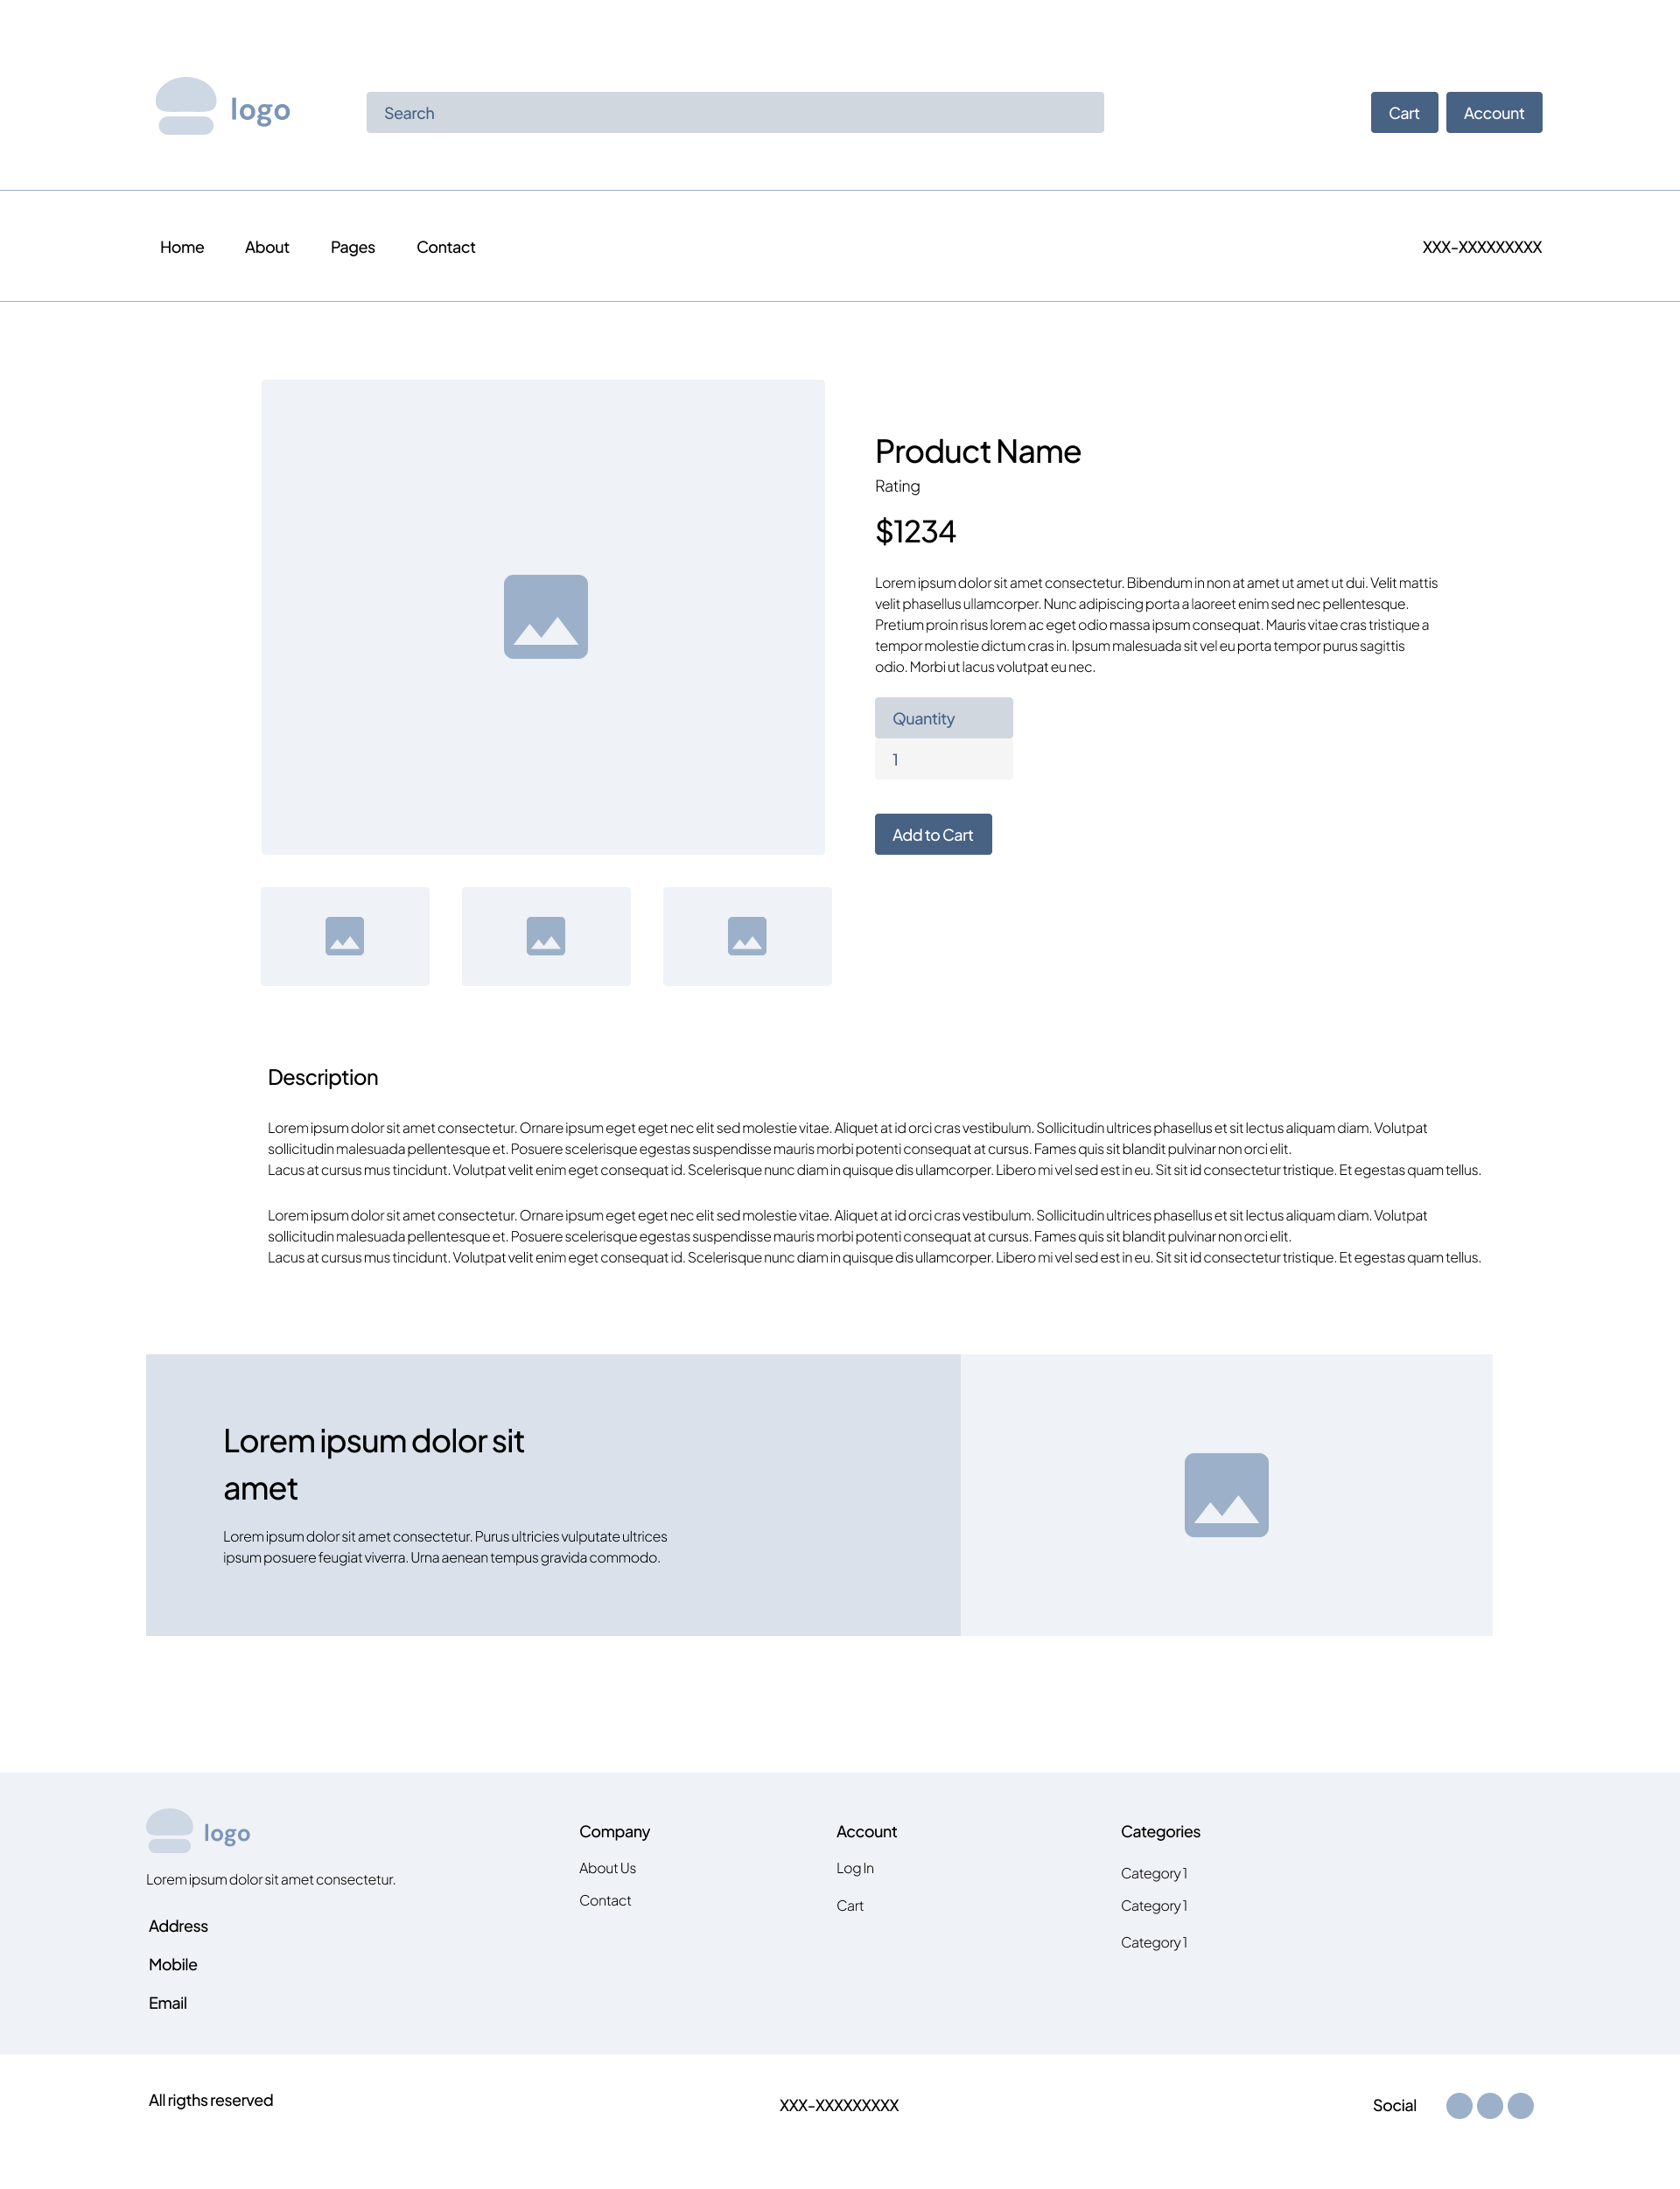 logo
Search
Cart
Account
Home
About
Pages
Contact
XXX-XXXXXXXXX
Product Name
Rating
$1234
Lorem ipsum dolor sit amet consectetur. Bibendum in non at amet ut amet ut dui. Velit mattis
velit phasellus ullamcorper. Nunc adipiscing porta a laoreet enim sed nec pellentesque.
Pretium proin risus lorem ac eget odio massa ipsum consequat. Mauris vitae cras tristique a
tempor molestie dictum cras in. Ipsum malesuada sit vel eu porta tempor purus sagittis
odio. Morbi ut lacus volutpat eu nec.
Quantity
1
Add to Cart
Description
Lorem ipsum dolor sit amet consectetur. Ornare ipsum eget eget nec elit sed molestie vitae. Aliquet at id orci cras vestibulum. Sollicitudin ultrices phasellus et sit lectus aliquam diam. Volutpat
sollicitudin malesuada pellentesque et. Posuere scelerisque egestas suspendisse mauris morbi potenti consequat at cursus. Fames quis sit blandit pulvinar non orci elit.
Lacus at cursus mus tincidunt. Volutpat velit enim eget consequat id. Scelerisque nunc diam in quisque dis ullamcorper. Libero mi vel sed est in eu. Sit sit id consectetur tristique. Et egestas quam tellus.
Lorem ipsum dolor sit amet consectetur. Ornare ipsum eget eget nec elit sed molestie vitae. Aliquet at id orci cras vestibulum. Sollicitudin ultrices phasellus et sit lectus aliquam diam. Volutpat
sollicitudin malesuada pellentesque et. Posuere scelerisque egestas suspendisse mauris morbi potenti consequat at cursus. Fames quis sit blandit pulvinar non orci elit.
Lacus at cursus mus tincidunt. Volutpat velit enim eget consequat id. Scelerisque nunc diam in quisque dis ullamcorper. Libero mi vel sed est in eu. Sit sit id consectetur tristique. Et egestas quam tellus.
Lorem ipsum dolor sit
amet
Lorem ipsum dolor sit amet consectetur. Purus ultricies vulputate ultrices
ipsum posuere feugiat viverra. Urna aenean tempus gravida commodo.
logo
Lorem ipsum dolor sit amet consectetur.
Address
Mobile
Email
Company
About Us
Contact
Account
Log In
Cart
Categories
Category 1
Category 1
Category 1
All rigths reserved
XXX-XXXXXXXXX
Social